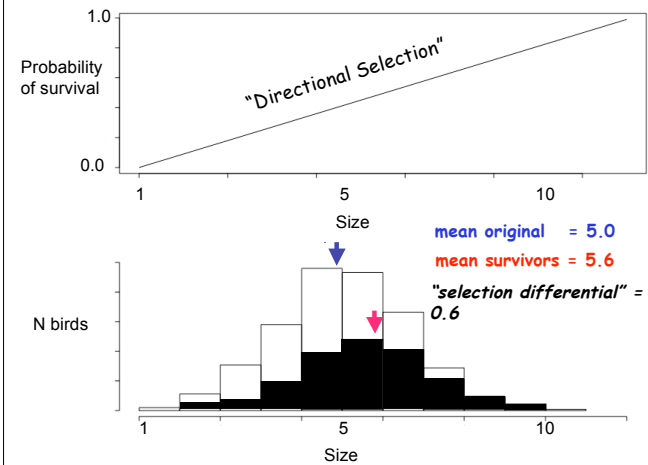 1.0
Probability
of survival
"Directional Selection"
0.0
1 5 10
Size
mean original = 5.0
mean survivors = 5.6
"selection differential" =
0.6
N birds
1 5 10
Size